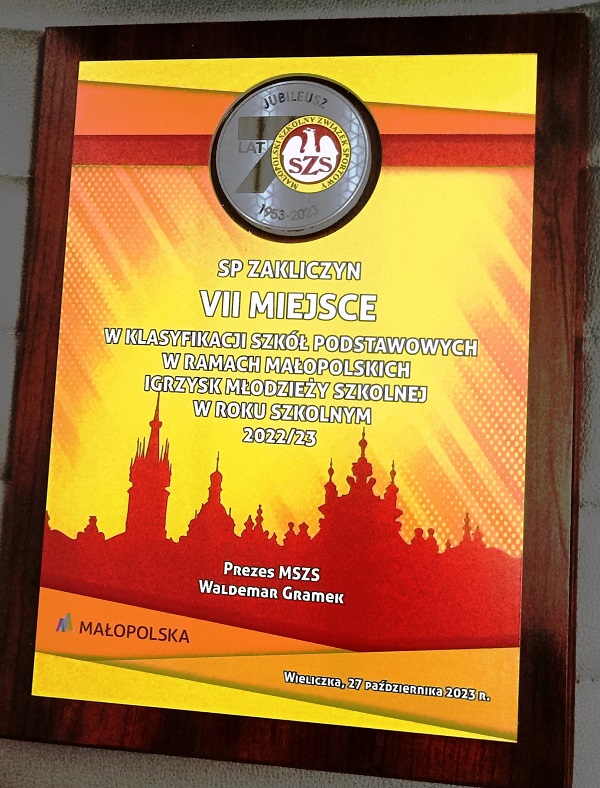 JUBILEUSZ
70
LAT
MAŁOPOLSKI SZKOLNY ZWIĄZEK SPORTOWY
SZS
1953-2023
SP ZAKLICZYN
VII MIEJSCE
W KLASYFIKACJI SZKÓŁ PODSTAWOWYCH
W RAMACH MAŁOPOLSKICH
IGRZYSK MŁODZIEŻY SZKOLNEJ
W ROKU SZKOLNYM
2022/23
Prezes MSZS
Waldemar Gramek
MAŁOPOLSKA
Wieliczka, 27 października 2023 r.